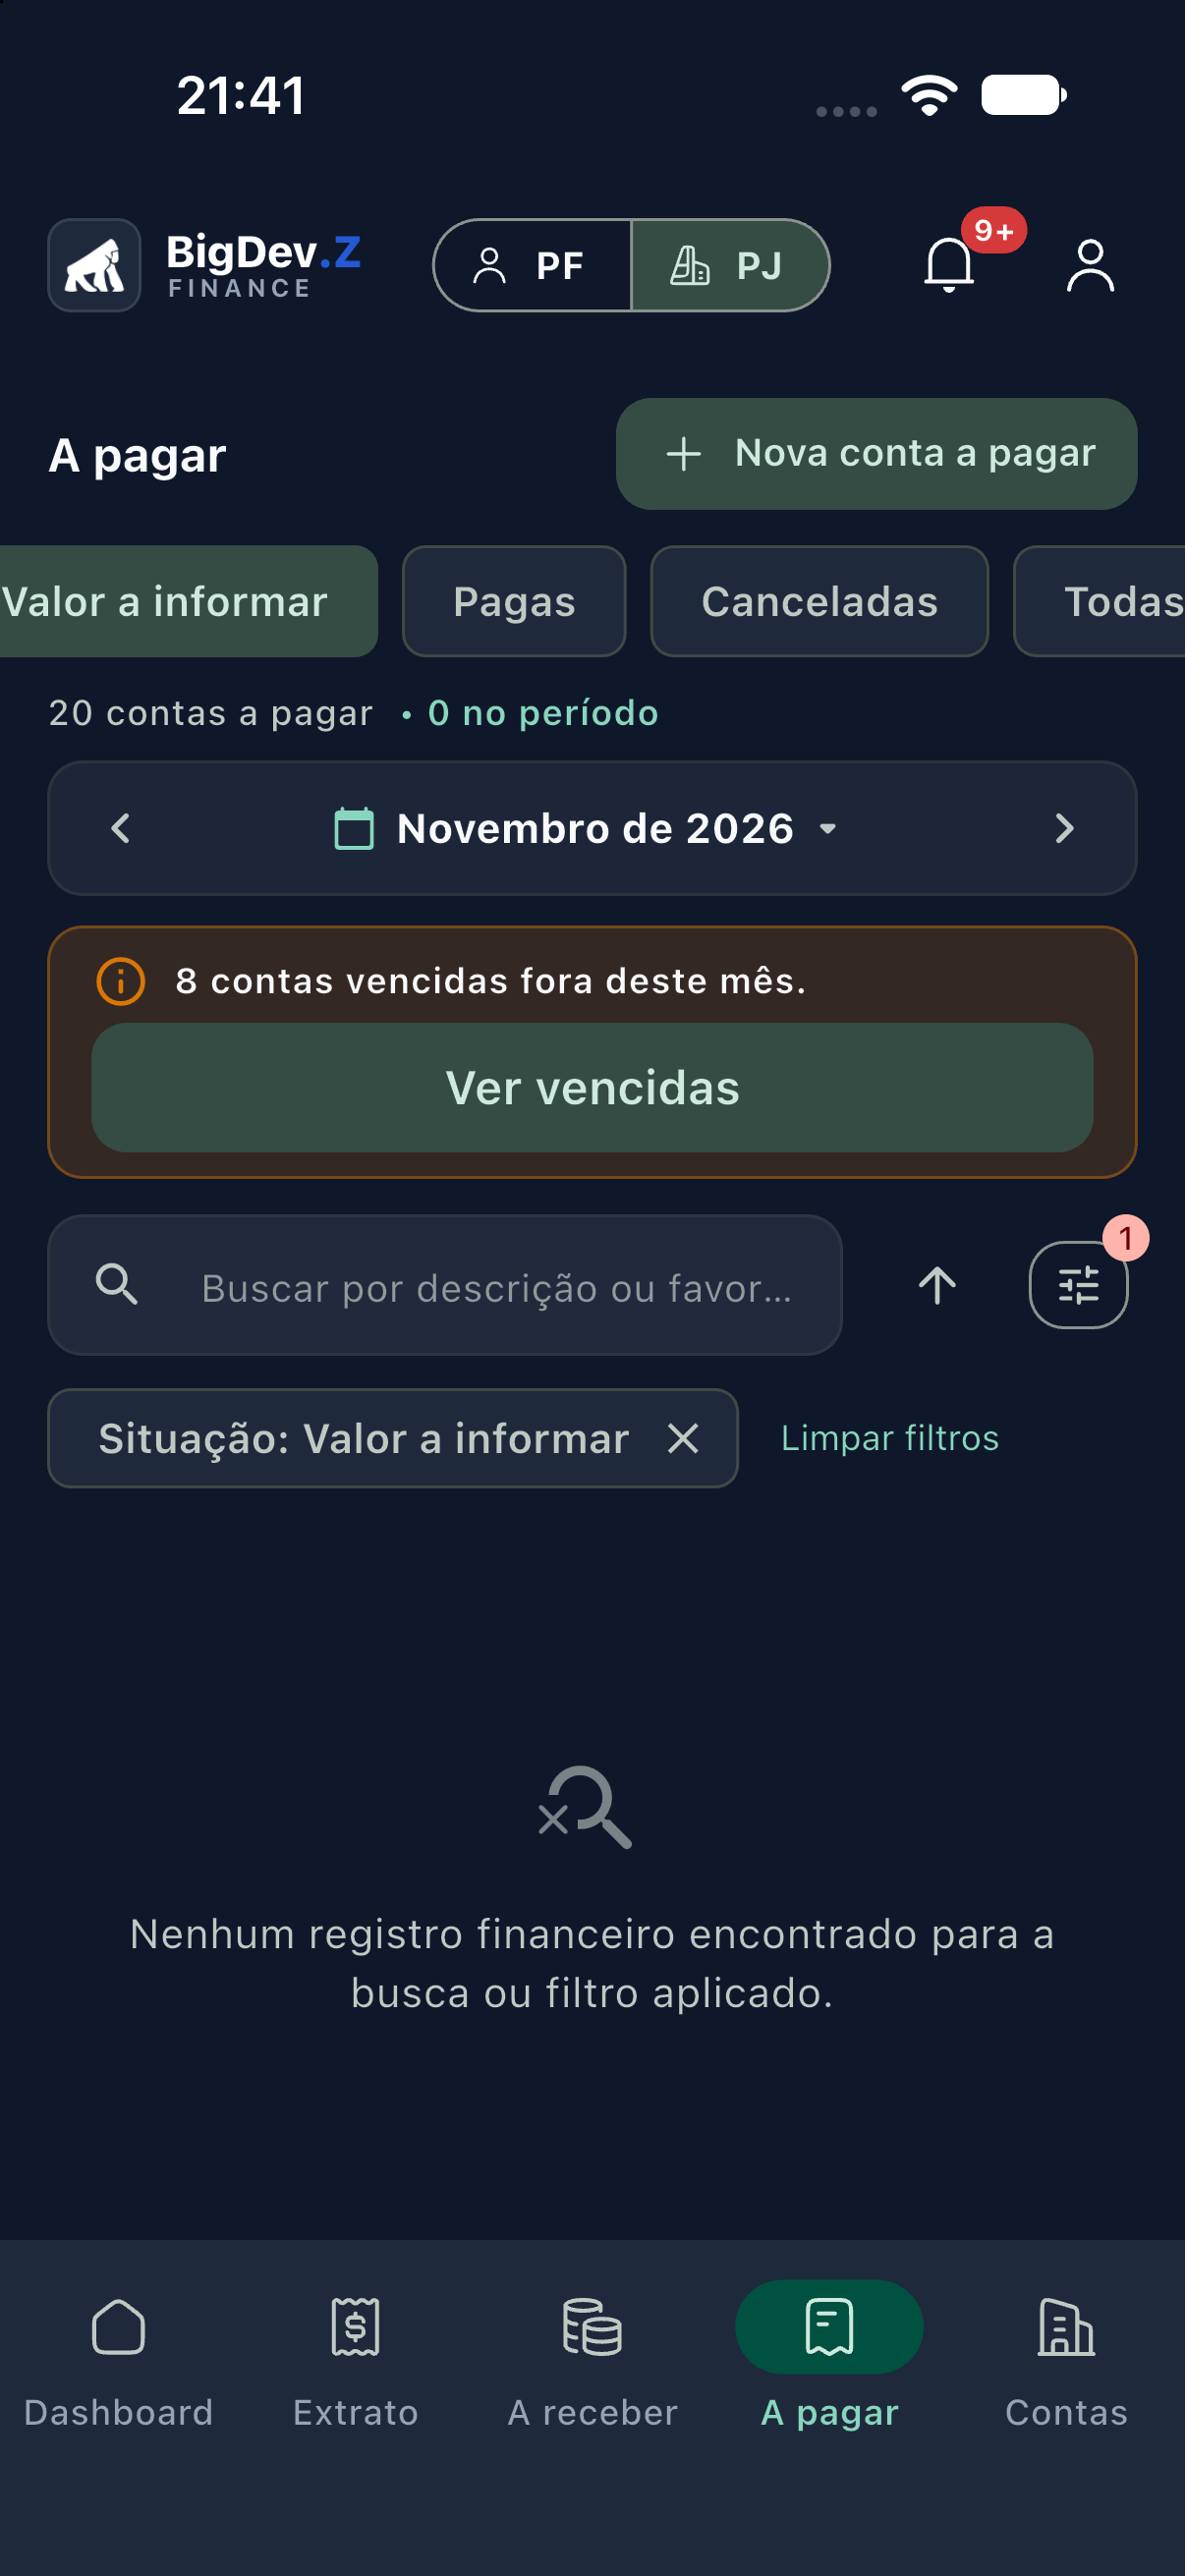 21:41
BigDev.Z
FINANCE
PF
PJ
9+
A pagar
Nova conta a pagar
Valor a informar
Pagas
Canceladas
Todas
20 contas a pagar • 0 no período
Novembro de 2026
8 contas vencidas fora deste mês.
Ver vencidas
Buscar por descrição ou favor...
1
Situação: Valor a informar
Limpar filtros
Nenhum registro financeiro encontrado para a
busca ou filtro aplicado.
Dashboard
Extrato
A receber
A pagar
Contas